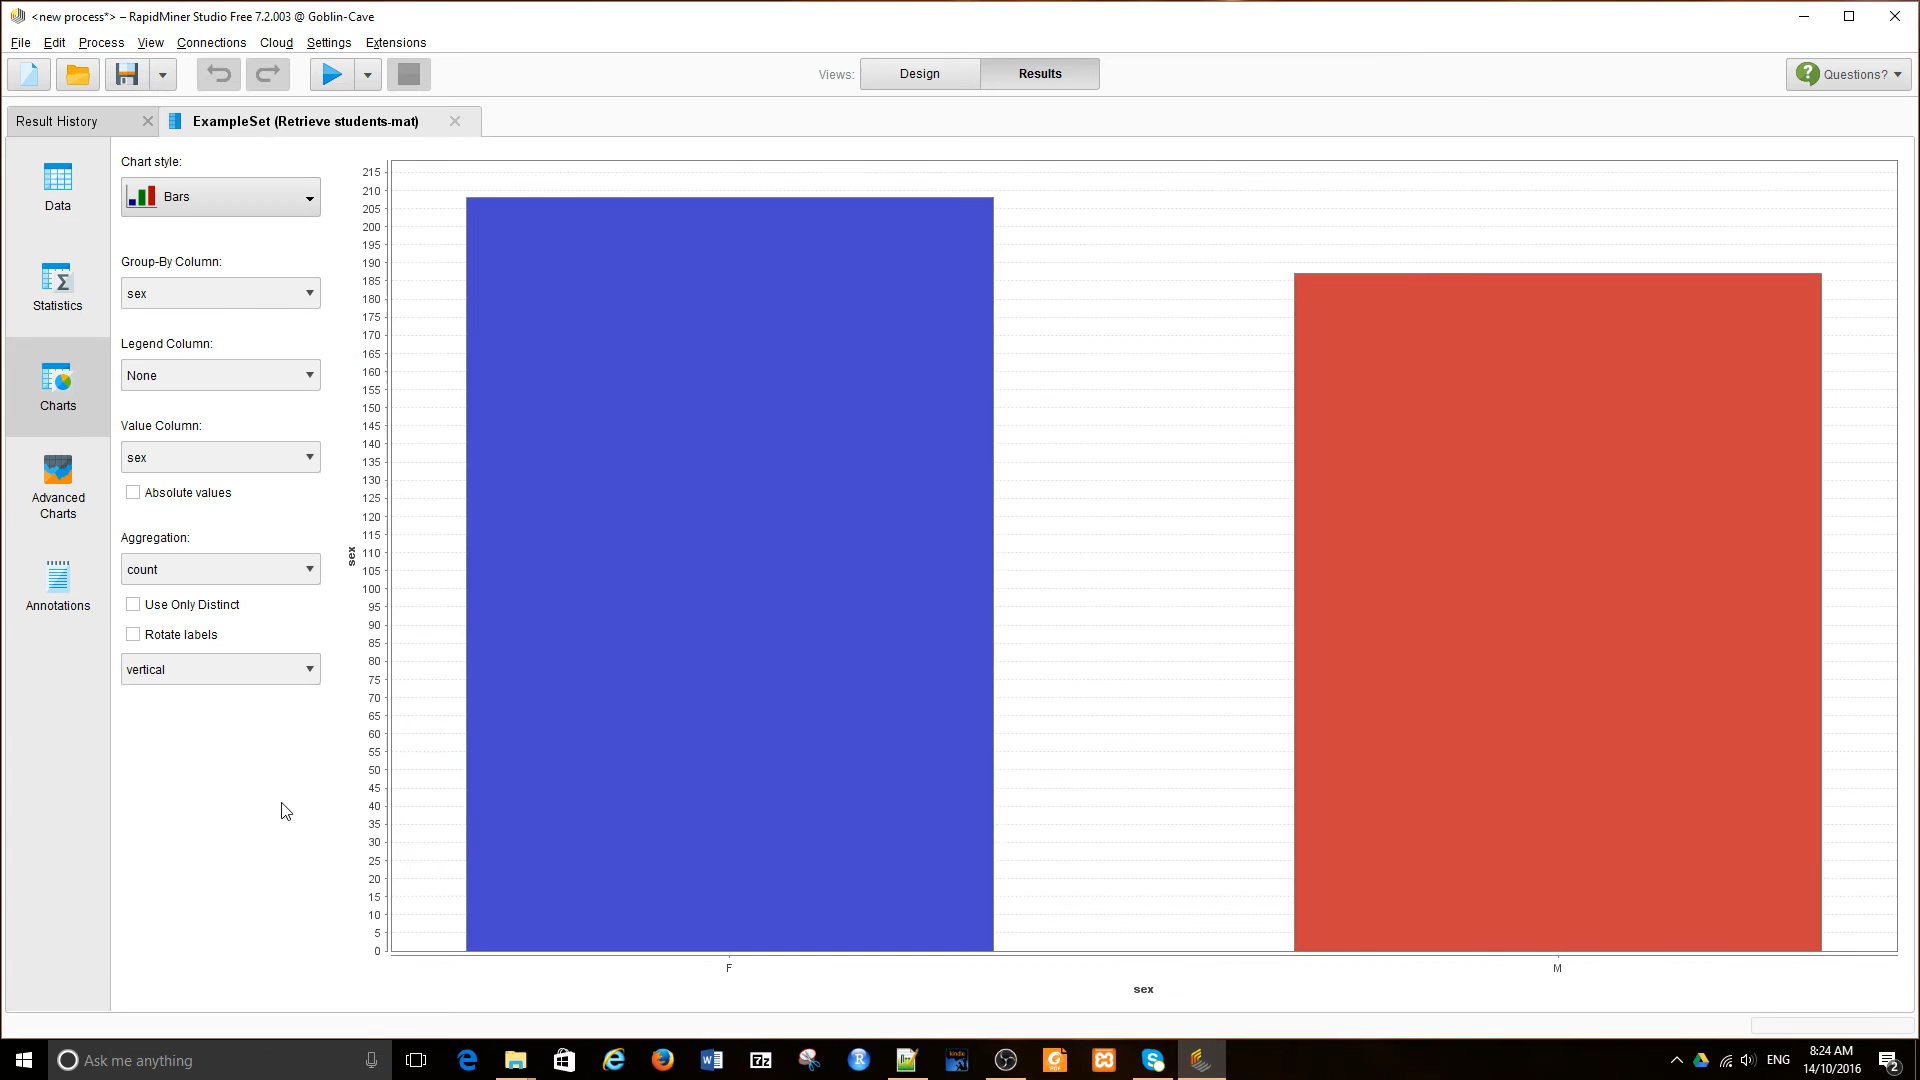 <new process*> – RapidMiner Studio Free 7.2.003 @ Goblin-Cave
File Edit Process View Connections Cloud Settings Extensions
Views: Design Results Questions?
Result History ExampleSet (Retrieve students-mat)
Data
Statistics
Charts
Advanced
Charts
Annotations
Chart style:
Bars
Group-By Column:
sex
Legend Column:
None
Value Column:
sex
Absolute values
Aggregation:
count
Use Only Distinct
Rotate labels
vertical
215
210
205
200
195
190
185
180
175
170
165
160
155
150
145
140
135
130
125
120
115
110
105
100
95
90
85
80
75
70
65
60
55
50
45
40
35
30
25
20
15
10
5
0
sex
F M
sex
Ask me anything
7z
kindle
ENG
8:24 AM
14/10/2016
2